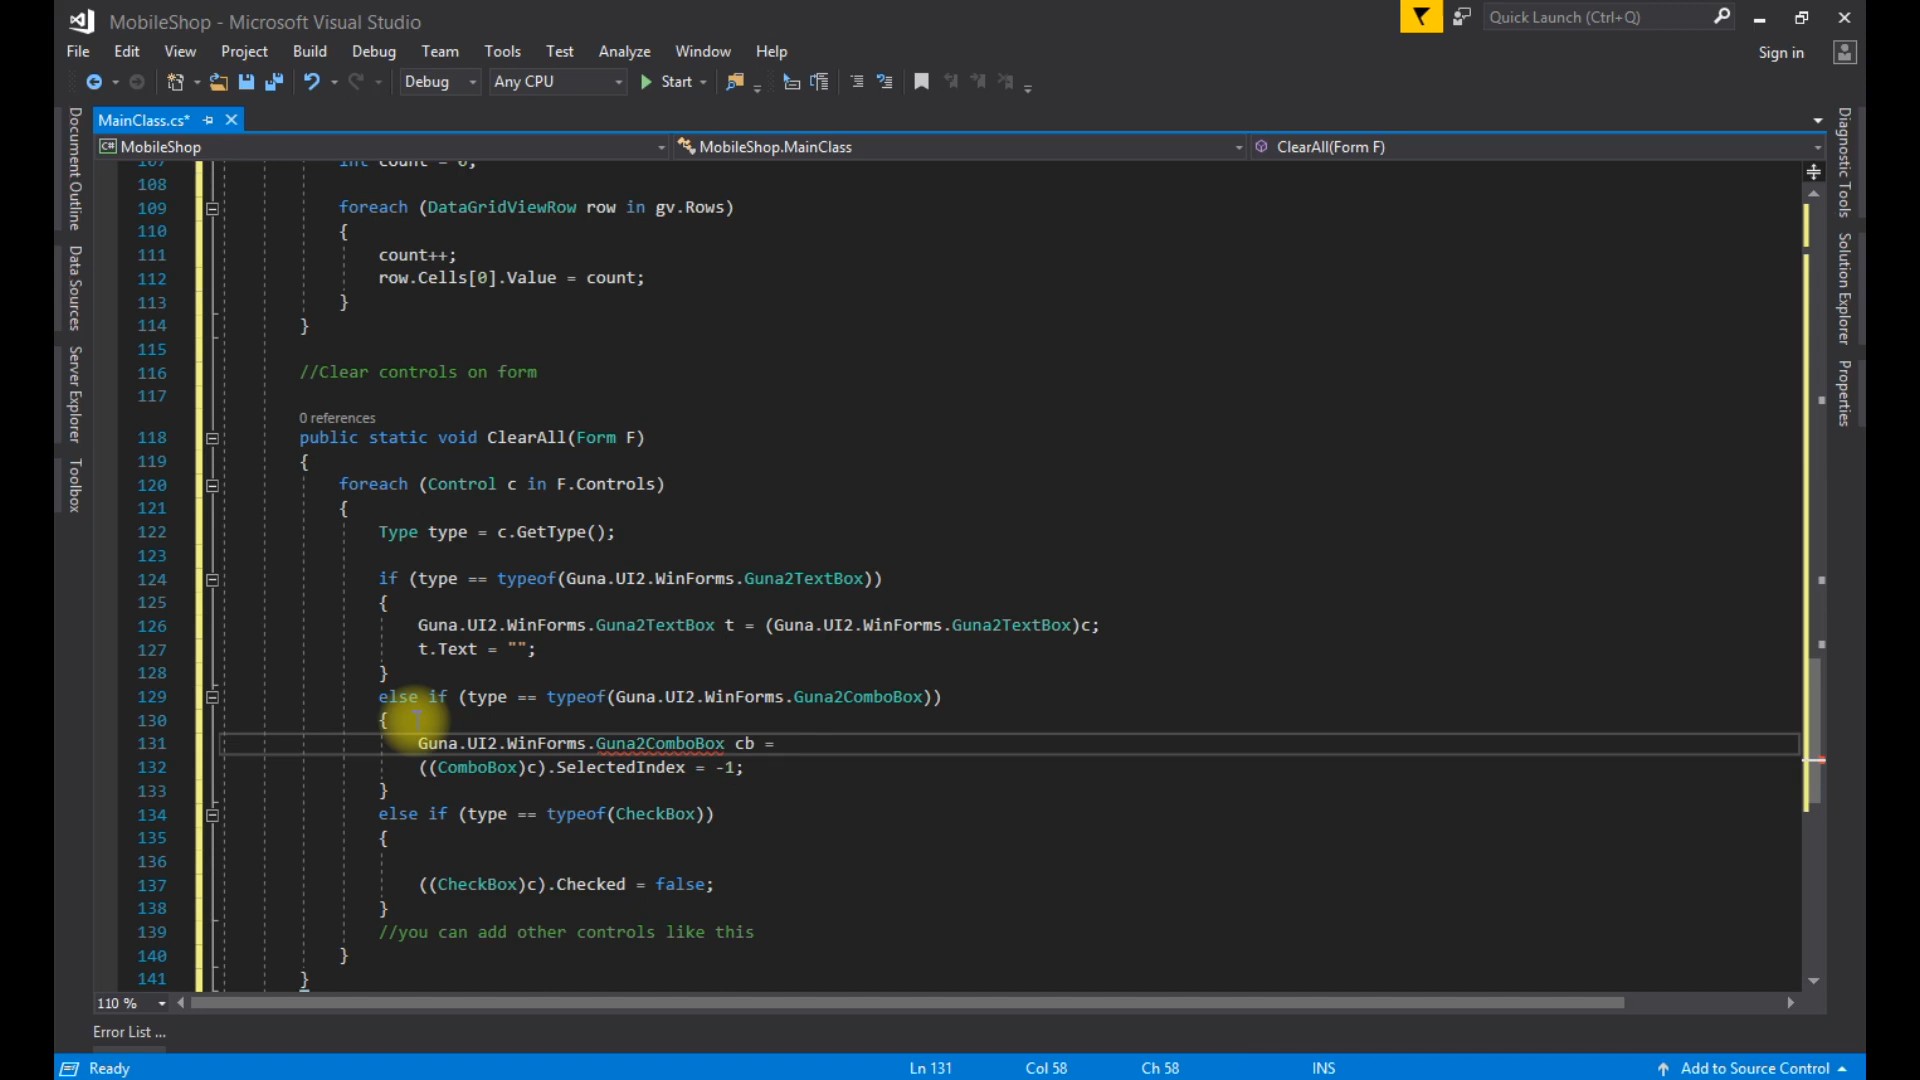 MobileShop - Microsoft Visual Studio
Quick Launch (Ctrl+Q)
File Edit View Project Build Debug Team Tools Test Analyze Window Help
Sign in
Debug Any CPU Start
MainClass.cs*
MobileShop MobileShop.MainClass ClearAll(Form F)
Document Outline
Data Sources
Server Explorer
Toolbox
Diagnostic Tools
Solution Explorer
Properties
107 int count = 0;
108
109 foreach (DataGridViewRow row in gv.Rows)
110 {
111 count++;
112 row.Cells[0].Value = count;
113 }
114 }
115
116 //Clear controls on form
117
0 references
118 public static void ClearAll(Form F)
119 {
120 foreach (Control c in F.Controls)
121 {
122 Type type = c.GetType();
123
124 if (type == typeof(Guna.UI2.WinForms.Guna2TextBox))
125 {
126 Guna.UI2.WinForms.Guna2TextBox t = (Guna.UI2.WinForms.Guna2TextBox)c;
127 t.Text = "";
128 }
129 else if (type == typeof(Guna.UI2.WinForms.Guna2ComboBox))
130 {
131 Guna.UI2.WinForms.Guna2ComboBox cb =
132 ((ComboBox)c).SelectedIndex = -1;
133 }
134 else if (type == typeof(CheckBox))
135 {
136
137 ((CheckBox)c).Checked = false;
138 }
139 //you can add other controls like this
140 }
141 }
110 %
Error List ...
Ready Ln 131 Col 58 Ch 58 INS Add to Source Control